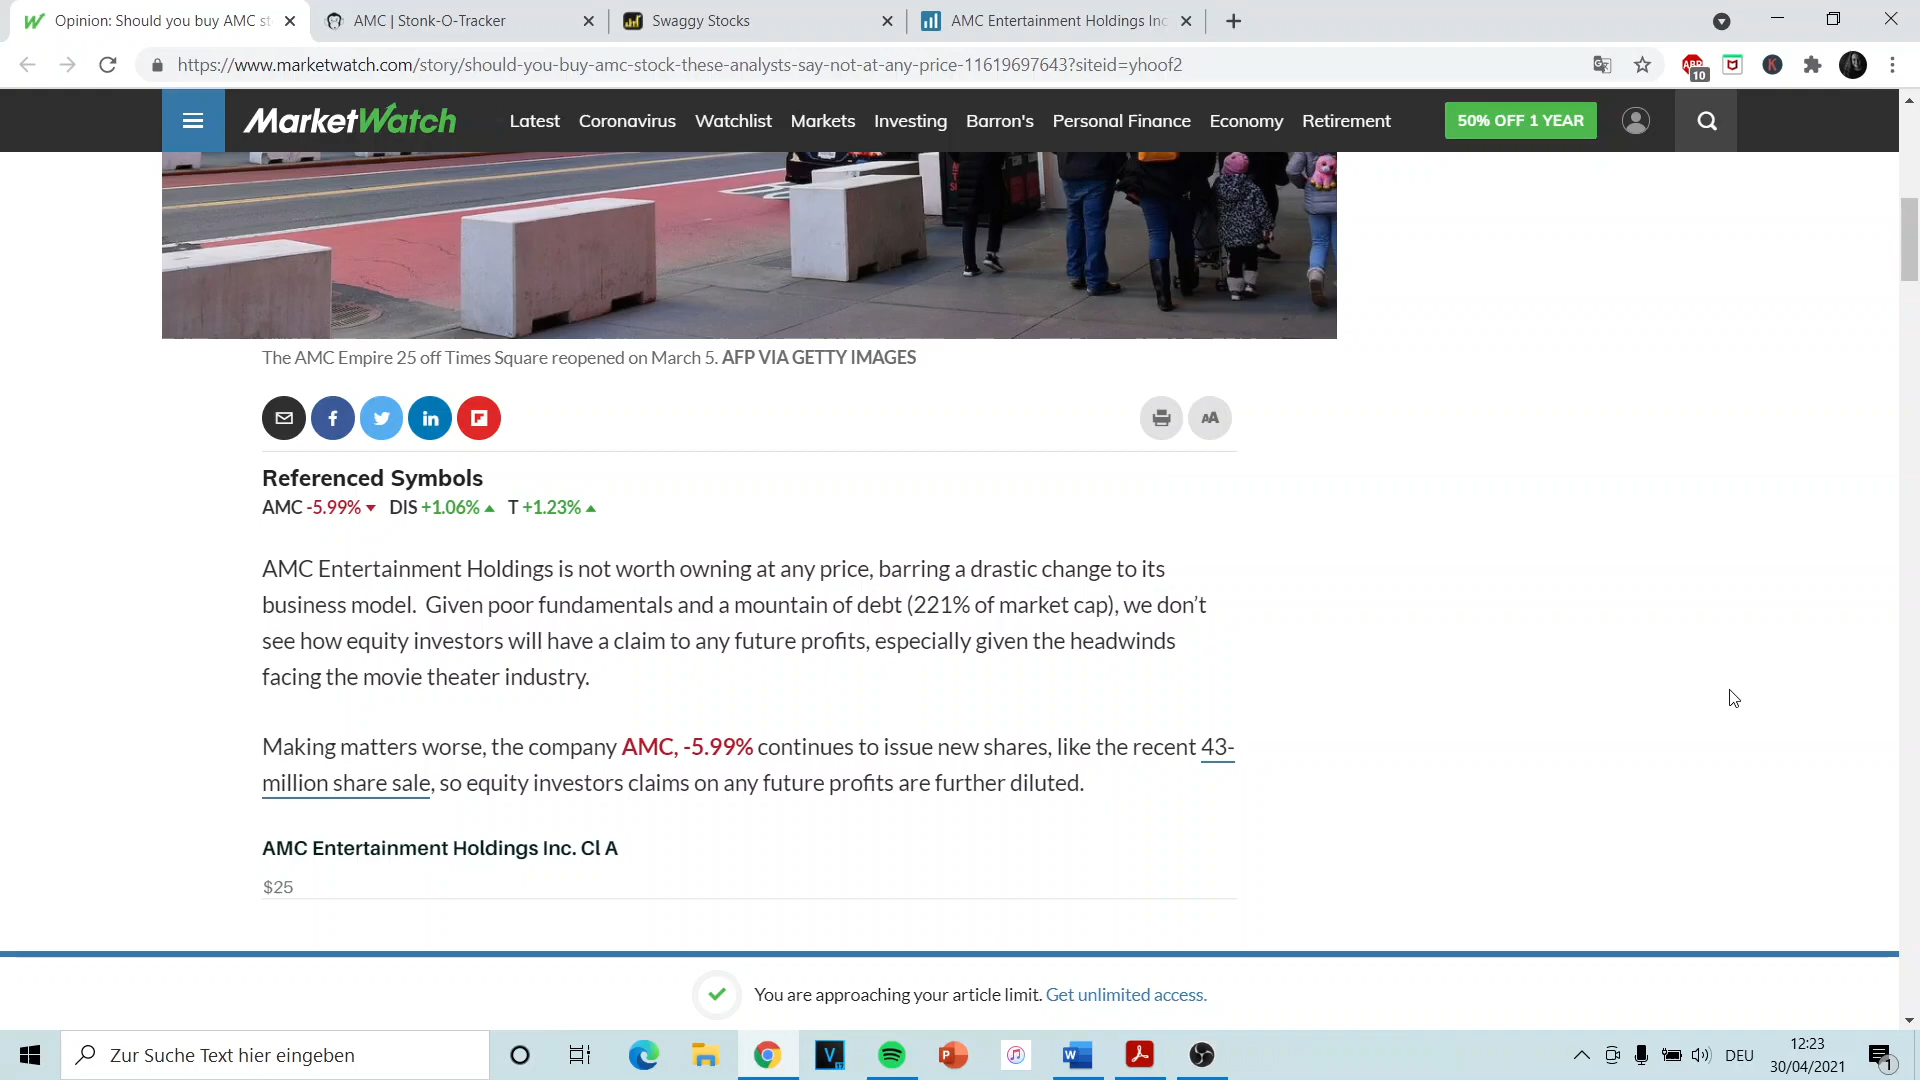 Opinion: Should you buy AMC st
AMC | Stonk-O-Tracker
Swaggy Stocks
AMC Entertainment Holdings Inc
https://www.marketwatch.com/story/should-you-buy-amc-stock-these-analysts-say-not-at-any-price-11619697643?siteid=yhoof2
ABP
10
K
MarketWatch
Latest Coronavirus Watchlist Markets Investing Barron's Personal Finance Economy Retirement
50% OFF 1 YEAR
The AMC Empire 25 off Times Square reopened on March 5. AFP VIA GETTY IMAGES
f
in
AA
Referenced Symbols
AMC -5.99% DIS +1.06% T +1.23%
AMC Entertainment Holdings is not worth owning at any price, barring a drastic change to its
business model. Given poor fundamentals and a mountain of debt (221% of market cap), we don’t
see how equity investors will have a claim to any future profits, especially given the headwinds
facing the movie theater industry.
Making matters worse, the company AMC, -5.99% continues to issue new shares, like the recent 43-
million share sale, so equity investors claims on any future profits are further diluted.
AMC Entertainment Holdings Inc. Cl A
$25
You are approaching your article limit. Get unlimited access.
Zur Suche Text hier eingeben
V
P
W
DEU
12:23
30/04/2021
1